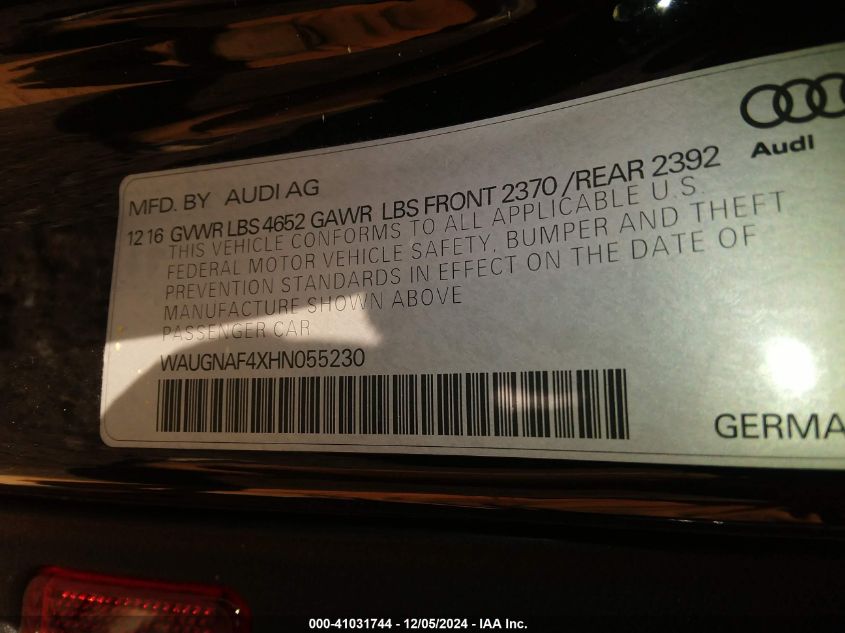 Audi
MFD. BY AUDI AG
12 16 GVWR LBS 4652 GAWR LBS FRONT 2370 /REAR 2392
THIS VEHICLE CONFORMS TO ALL APPLICABLE U.S.
FEDERAL MOTOR VEHICLE SAFETY, BUMPER AND THEFT
PREVENTION STANDARDS IN EFFECT ON THE DATE OF
MANUFACTURE SHOWN ABOVE
PASSENGER CAR
WAUGNAF4XHN055230
GERMA
000-41031744 - 12/05/2024 - IAA Inc.